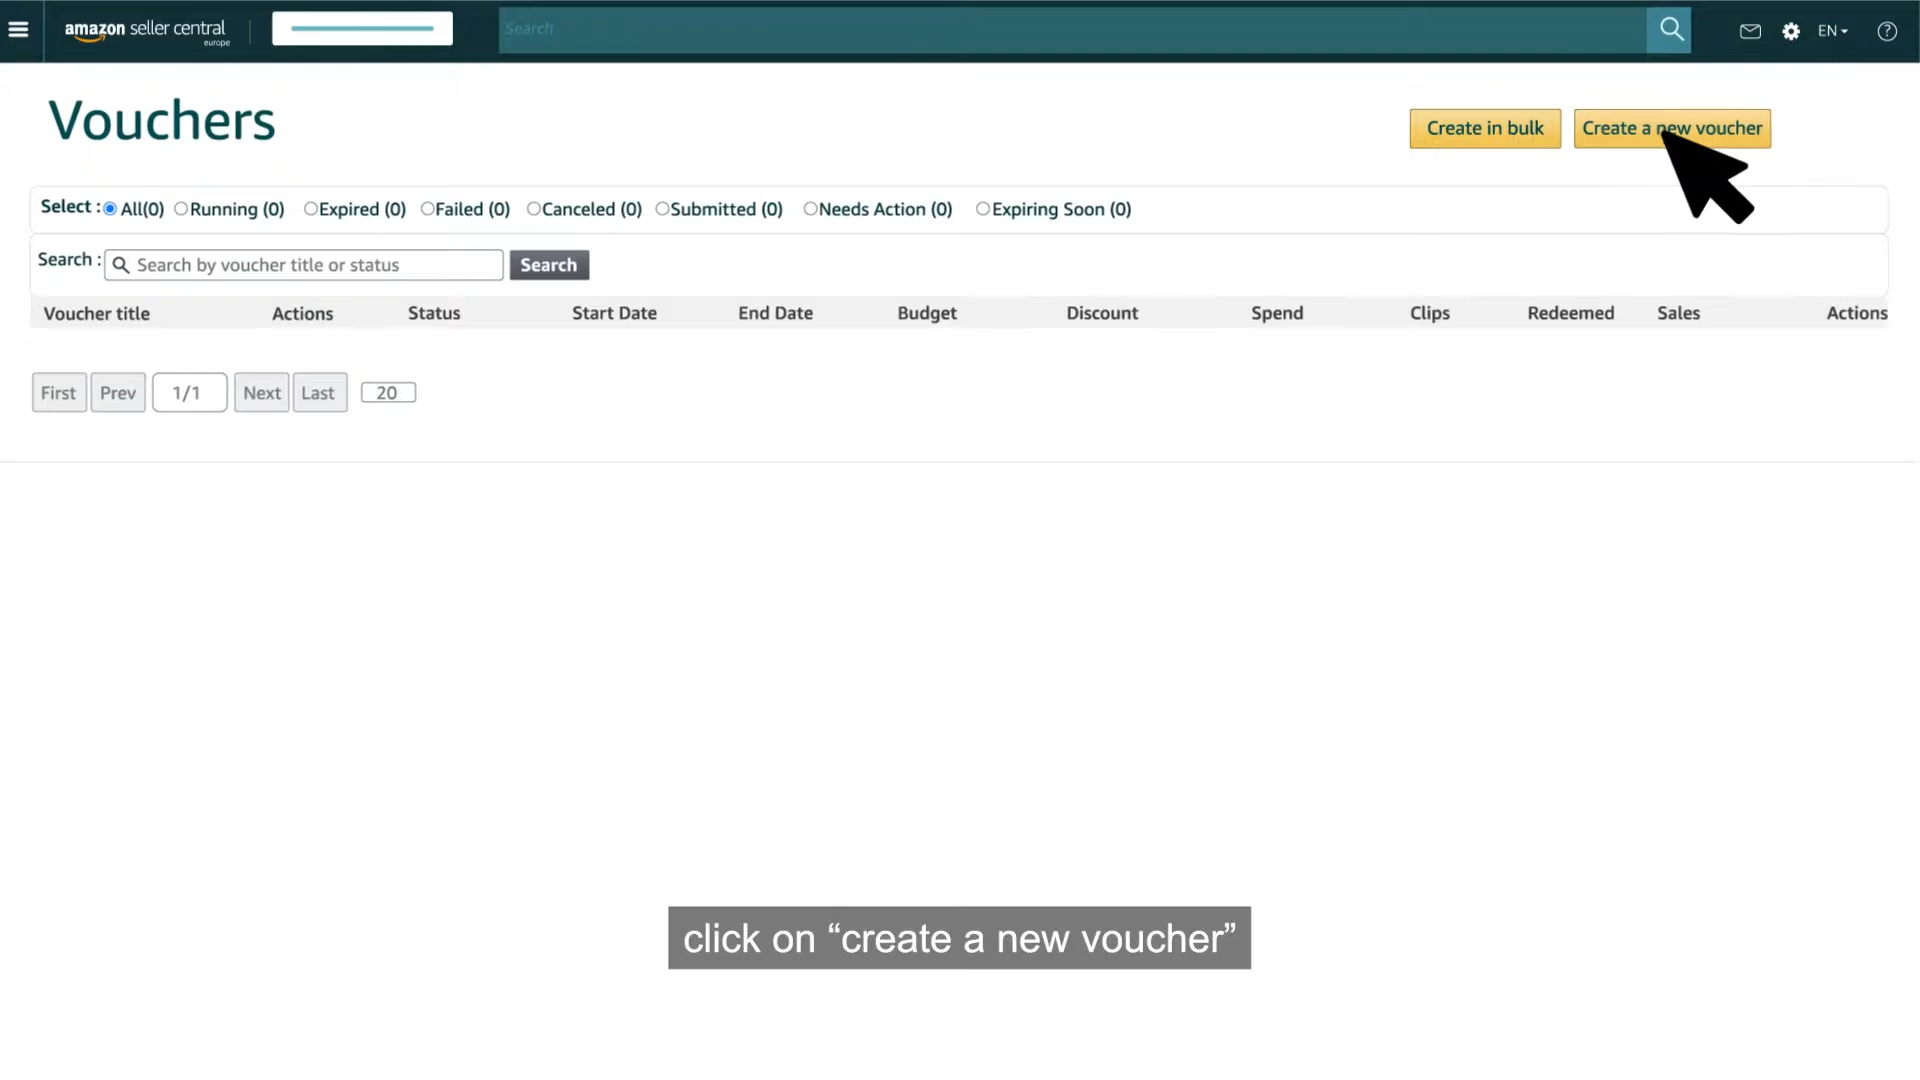 amazon seller central
europe
Search
EN
?
Vouchers
Create in bulk
Create a new voucher
Select : All(0) Running (0) Expired (0) Failed (0) Canceled (0) Submitted (0) Needs Action (0) Expiring Soon (0)
Search : Search by voucher title or status Search
Voucher title Actions Status Start Date End Date Budget Discount Spend Clips Redeemed Sales Actions
First Prev 1/1 Next Last 20
click on “create a new voucher”